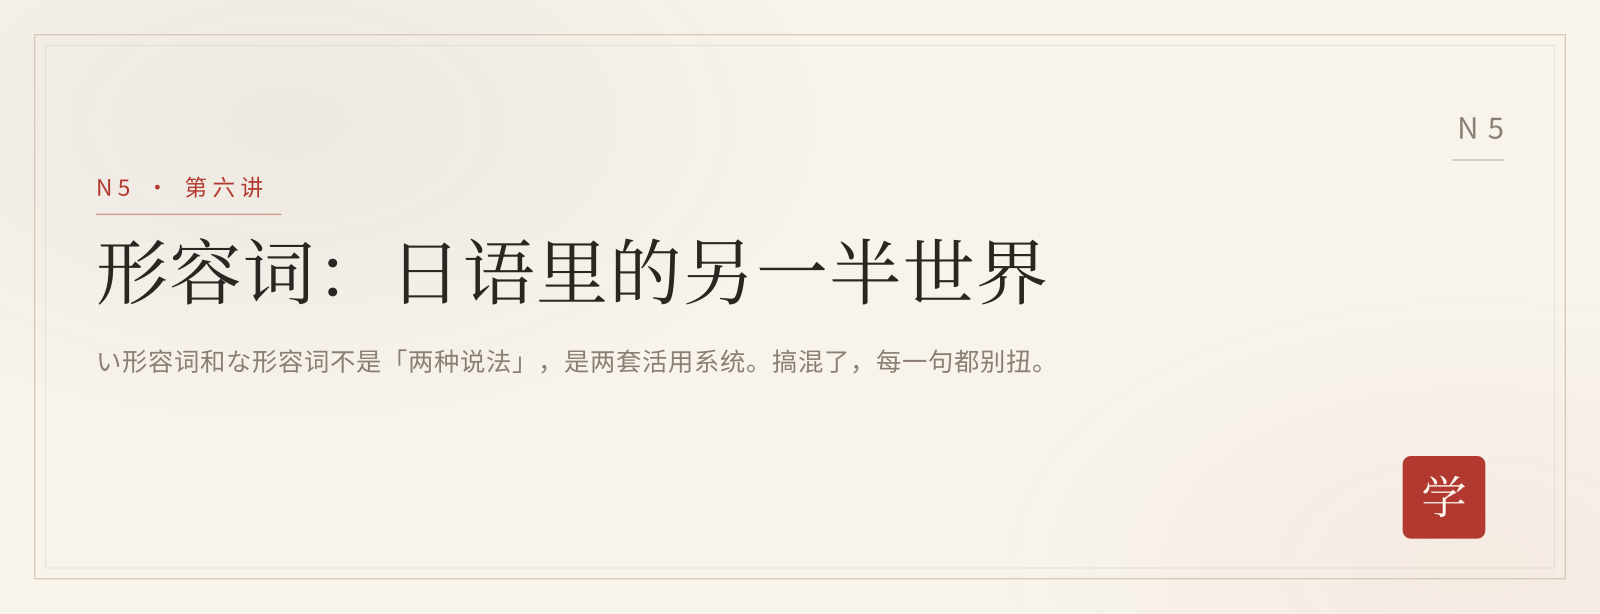 N5
N5 · 第六讲
形容词：日语里的另一半世界
い形容词和な形容词不是「两种说法」，是两套活用系统。搞混了，每一句都别扭。
学